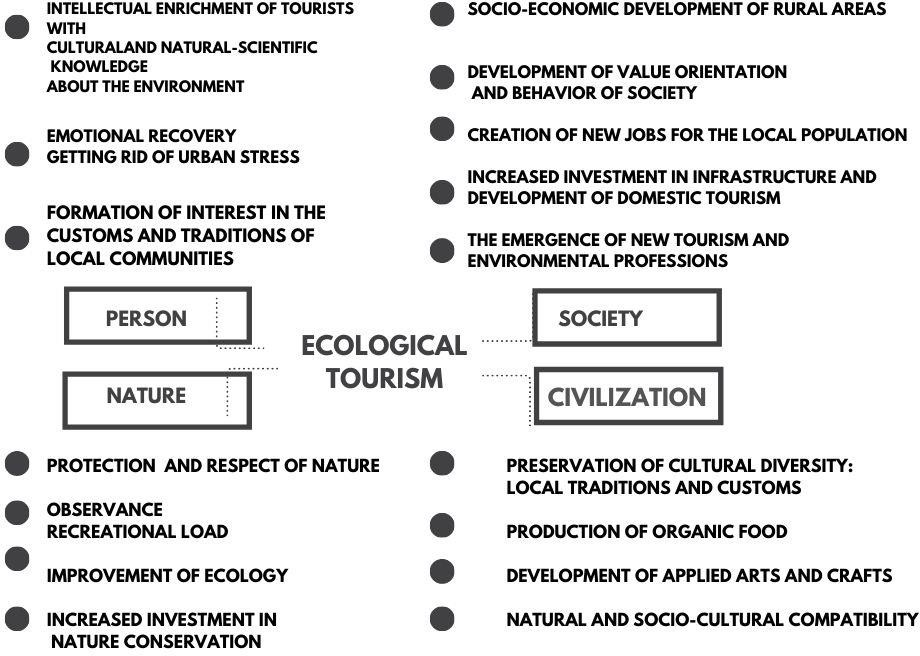 INTELLECTUAL ENRICHMENT OF TOURISTS
WITH
CULTURALAND NATURAL-SCIENTIFIC
KNOWLEDGE
ABOUT THE ENVIRONMENT
EMOTIONAL RECOVERY
GETTING RID OF URBAN STRESS
FORMATION OF INTEREST IN THE
CUSTOMS AND TRADITIONS OF
LOCAL COMMUNITIES
SOCIO-ECONOMIC DEVELOPMENT OF RURAL AREAS
DEVELOPMENT OF VALUE ORIENTATION
AND BEHAVIOR OF SOCIETY
CREATION OF NEW JOBS FOR THE LOCAL POPULATION
INCREASED INVESTMENT IN INFRASTRUCTURE AND
DEVELOPMENT OF DOMESTIC TOURISM
THE EMERGENCE OF NEW TOURISM AND
ENVIRONMENTAL PROFESSIONS
PERSON
SOCIETY
ECOLOGICAL
TOURISM
NATURE
CIVILIZATION
PROTECTION AND RESPECT OF NATURE
OBSERVANCE
RECREATIONAL LOAD
IMPROVEMENT OF ECOLOGY
INCREASED INVESTMENT IN
NATURE CONSERVATION
PRESERVATION OF CULTURAL DIVERSITY:
LOCAL TRADITIONS AND CUSTOMS
PRODUCTION OF ORGANIC FOOD
DEVELOPMENT OF APPLIED ARTS AND CRAFTS
NATURAL AND SOCIO-CULTURAL COMPATIBILITY